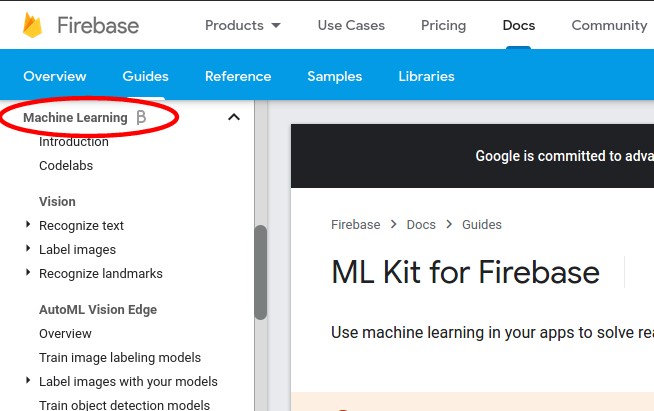 Firebase
Products
Use Cases
Pricing
Docs
Community
Overview
Guides
Reference
Samples
Libraries
Machine Learning β
Introduction
Codelabs
Vision
Recognize text
Label images
Recognize landmarks
AutoML Vision Edge
Overview
Train image labeling models
Label images with your models
Train object detection models
Google is committed to adva
Firebase > Docs > Guides
ML Kit for Firebase
Use machine learning in your apps to solve rea